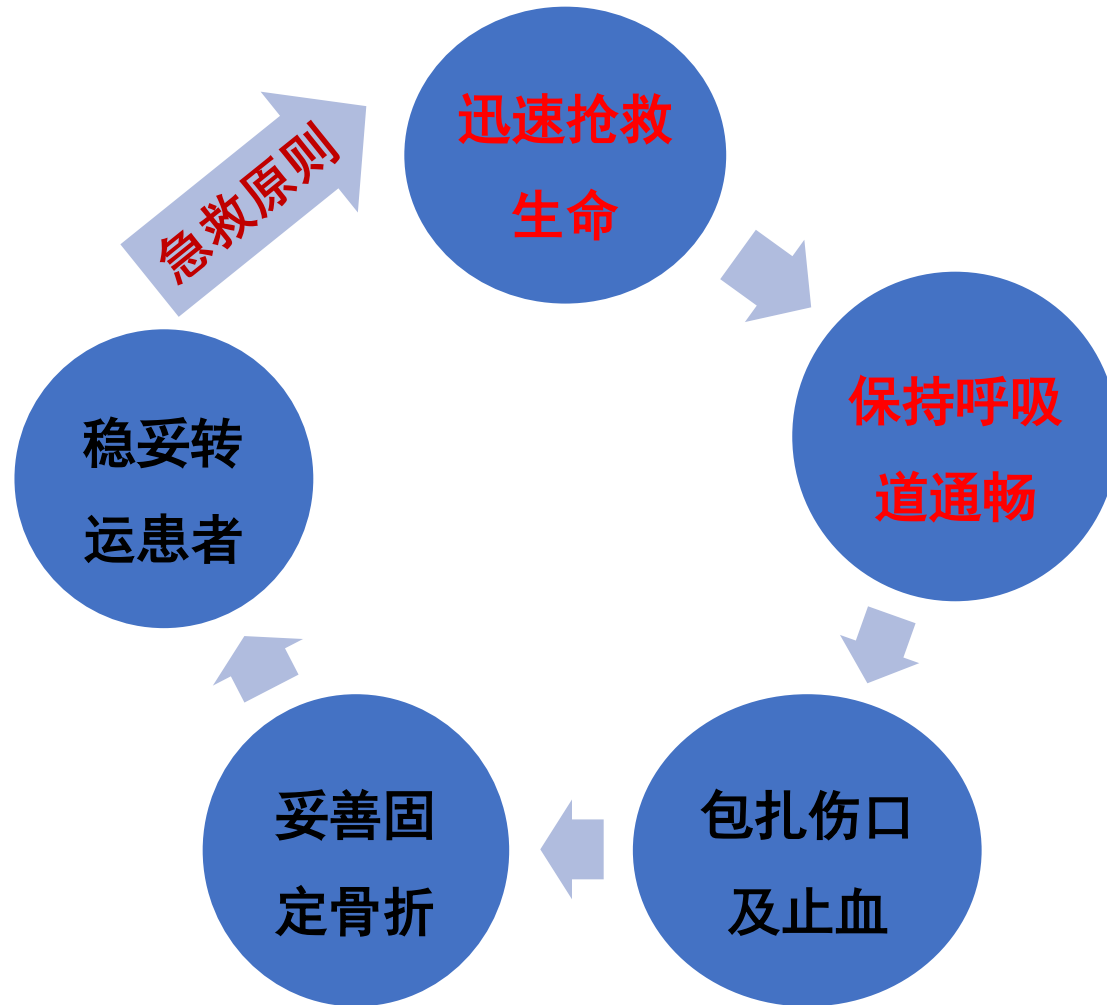 急救原则
迅速抢救
生命
保持呼吸
道通畅
包扎伤口
及止血
妥善固
定骨折
稳妥转
运患者